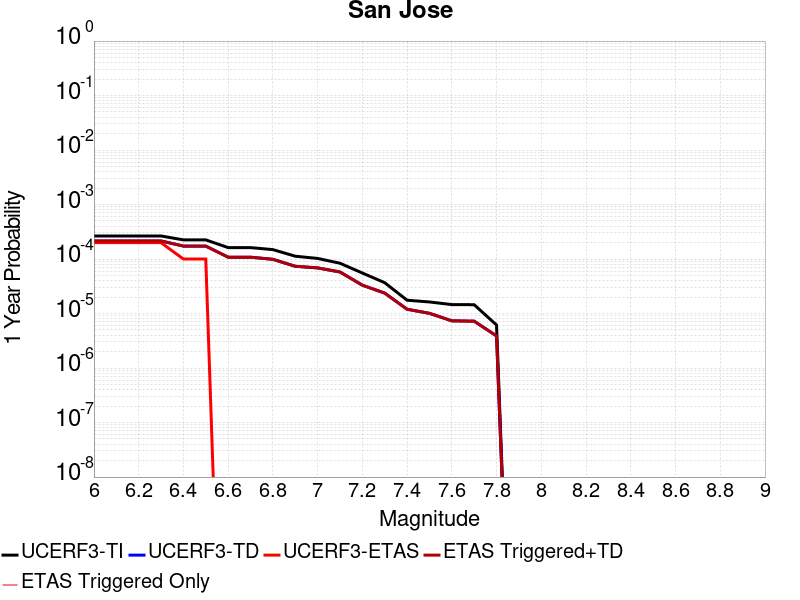 San Jose
10^0
10^-1
10^-2
10^-3
10^-4
10^-5
10^-6
10^-7
10^-8
1 Year Probability
6 6.2 6.4 6.6 6.8 7 7.2 7.4 7.6 7.8 8 8.2 8.4 8.6 8.8 9
Magnitude
UCERF3-TI UCERF3-TD UCERF3-ETAS ETAS Triggered+TD
ETAS Triggered Only